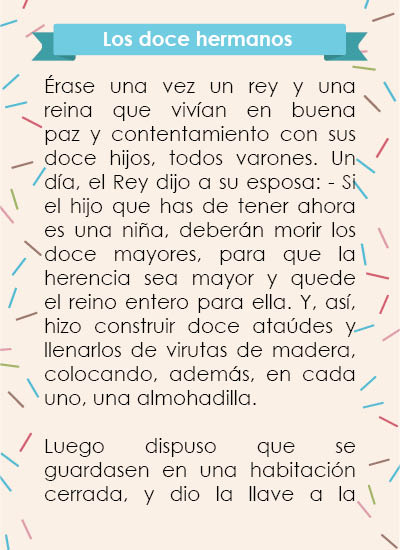 Los doce hermanos
Érase una vez un rey y una
reina que vivían en buena
paz y contentamiento con sus
doce hijos, todos varones. Un
día, el Rey dijo a su esposa: - Si
el hijo que has de tener ahora
es una niña, deberán morir los
doce mayores, para que la
herencia sea mayor y quede
el reino entero para ella. Y, así,
hizo construir doce ataúdes y
llenarlos de virutas de madera,
colocando, además, en cada
uno, una almohadilla.
Luego dispuso que se
guardasen en una habitación
cerrada, y dio la llave a la